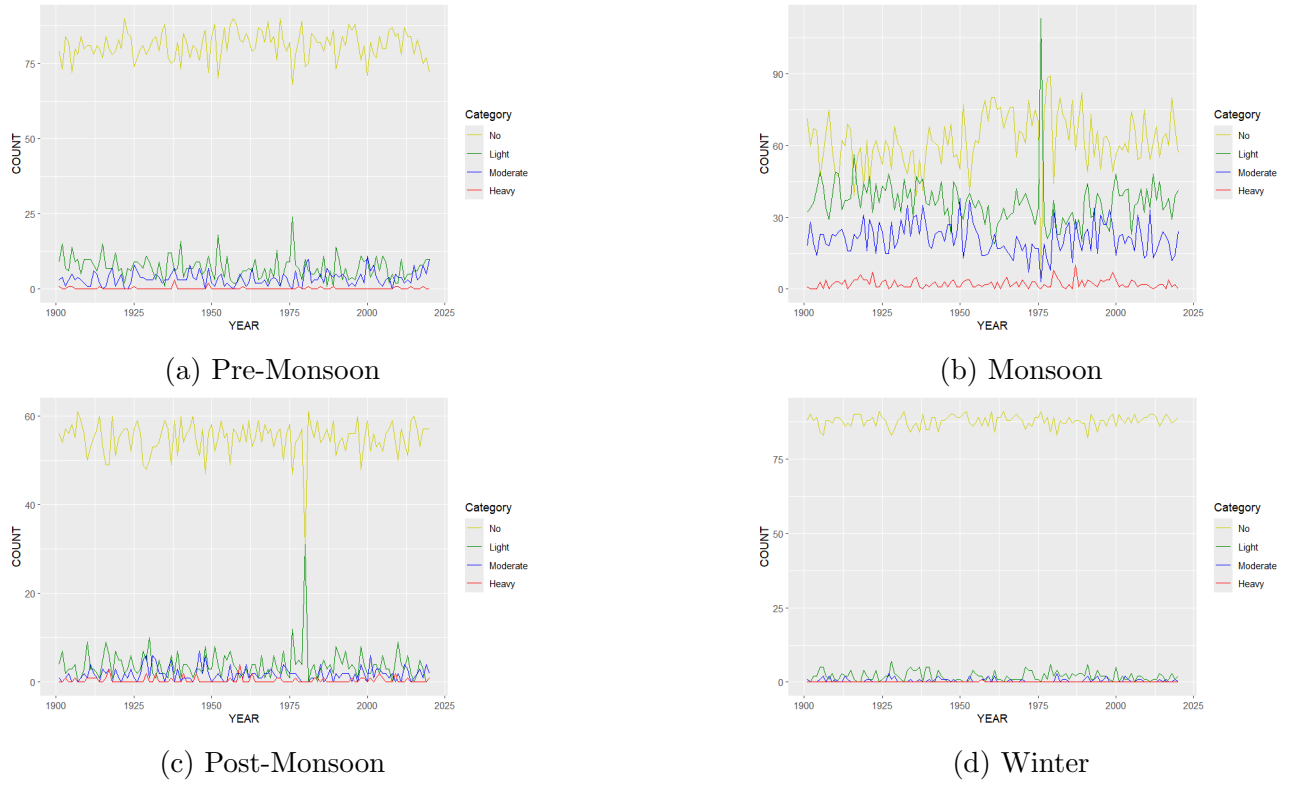 75
50
25
0
COUNT
1900
1925
1950
1975
2000
2025
YEAR
Category
No
Light
Moderate
Heavy
(a) Pre-Monsoon
90
60
30
0
COUNT
1900
1925
1950
1975
2000
2025
YEAR
Category
No
Light
Moderate
Heavy
(b) Monsoon
60
40
20
0
COUNT
1900
1925
1950
1975
2000
2025
YEAR
Category
No
Light
Moderate
Heavy
(c) Post-Monsoon
75
50
25
0
COUNT
1900
1925
1950
1975
2000
2025
YEAR
Category
No
Light
Moderate
Heavy
(d) Winter